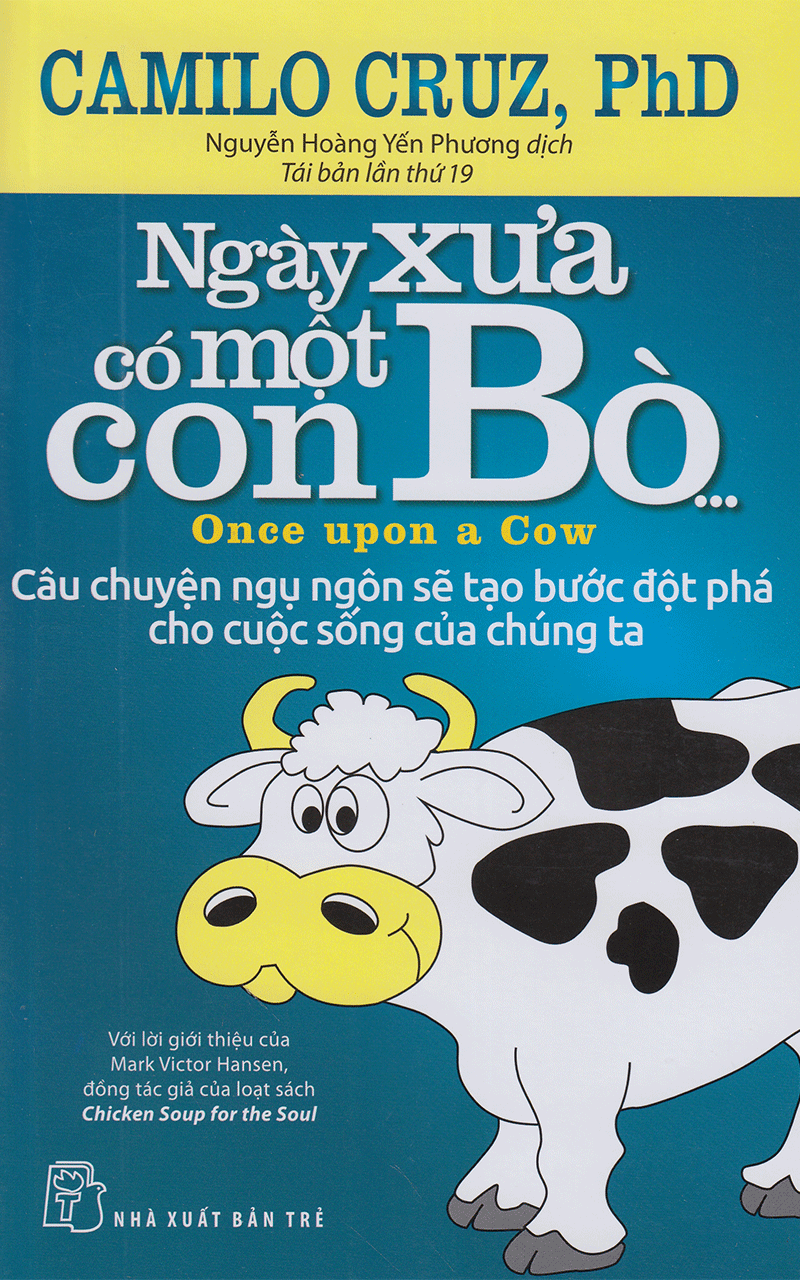 CAMILO CRUZ, PhD
Nguyễn Hoàng Yến Phương dịch
Tái bản lần thứ 19
Ngày xưa
có một
con Bò...
Once upon a Cow
Câu chuyện ngụ ngôn sẽ tạo bước đột phá
cho cuộc sống của chúng ta
Với lời giới thiệu của
Mark Victor Hansen,
đồng tác giả của loạt sách
Chicken Soup for the Soul
T
NHÀ XUẤT BẢN TRẺ